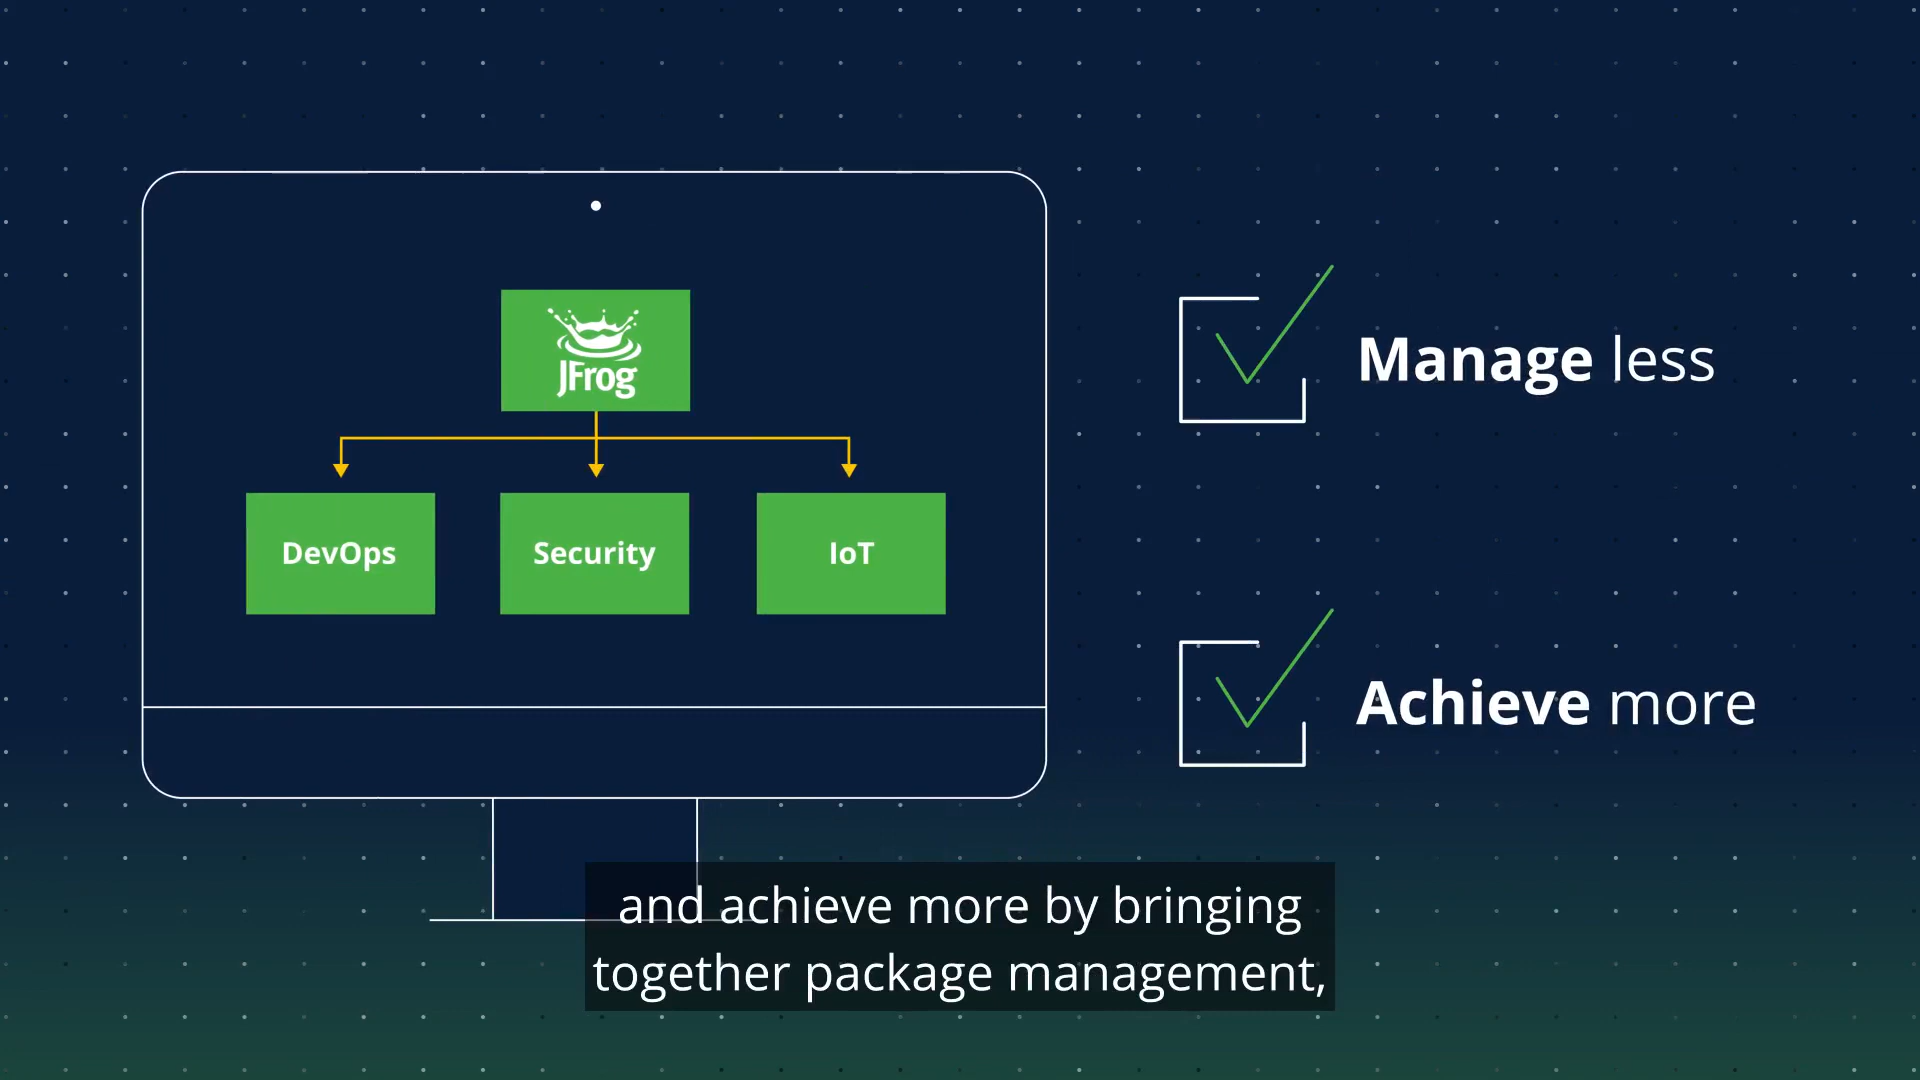 JFrog
DevOps
Security
IoT
Manage less
Achieve more
and achieve more by bringing
together package management,